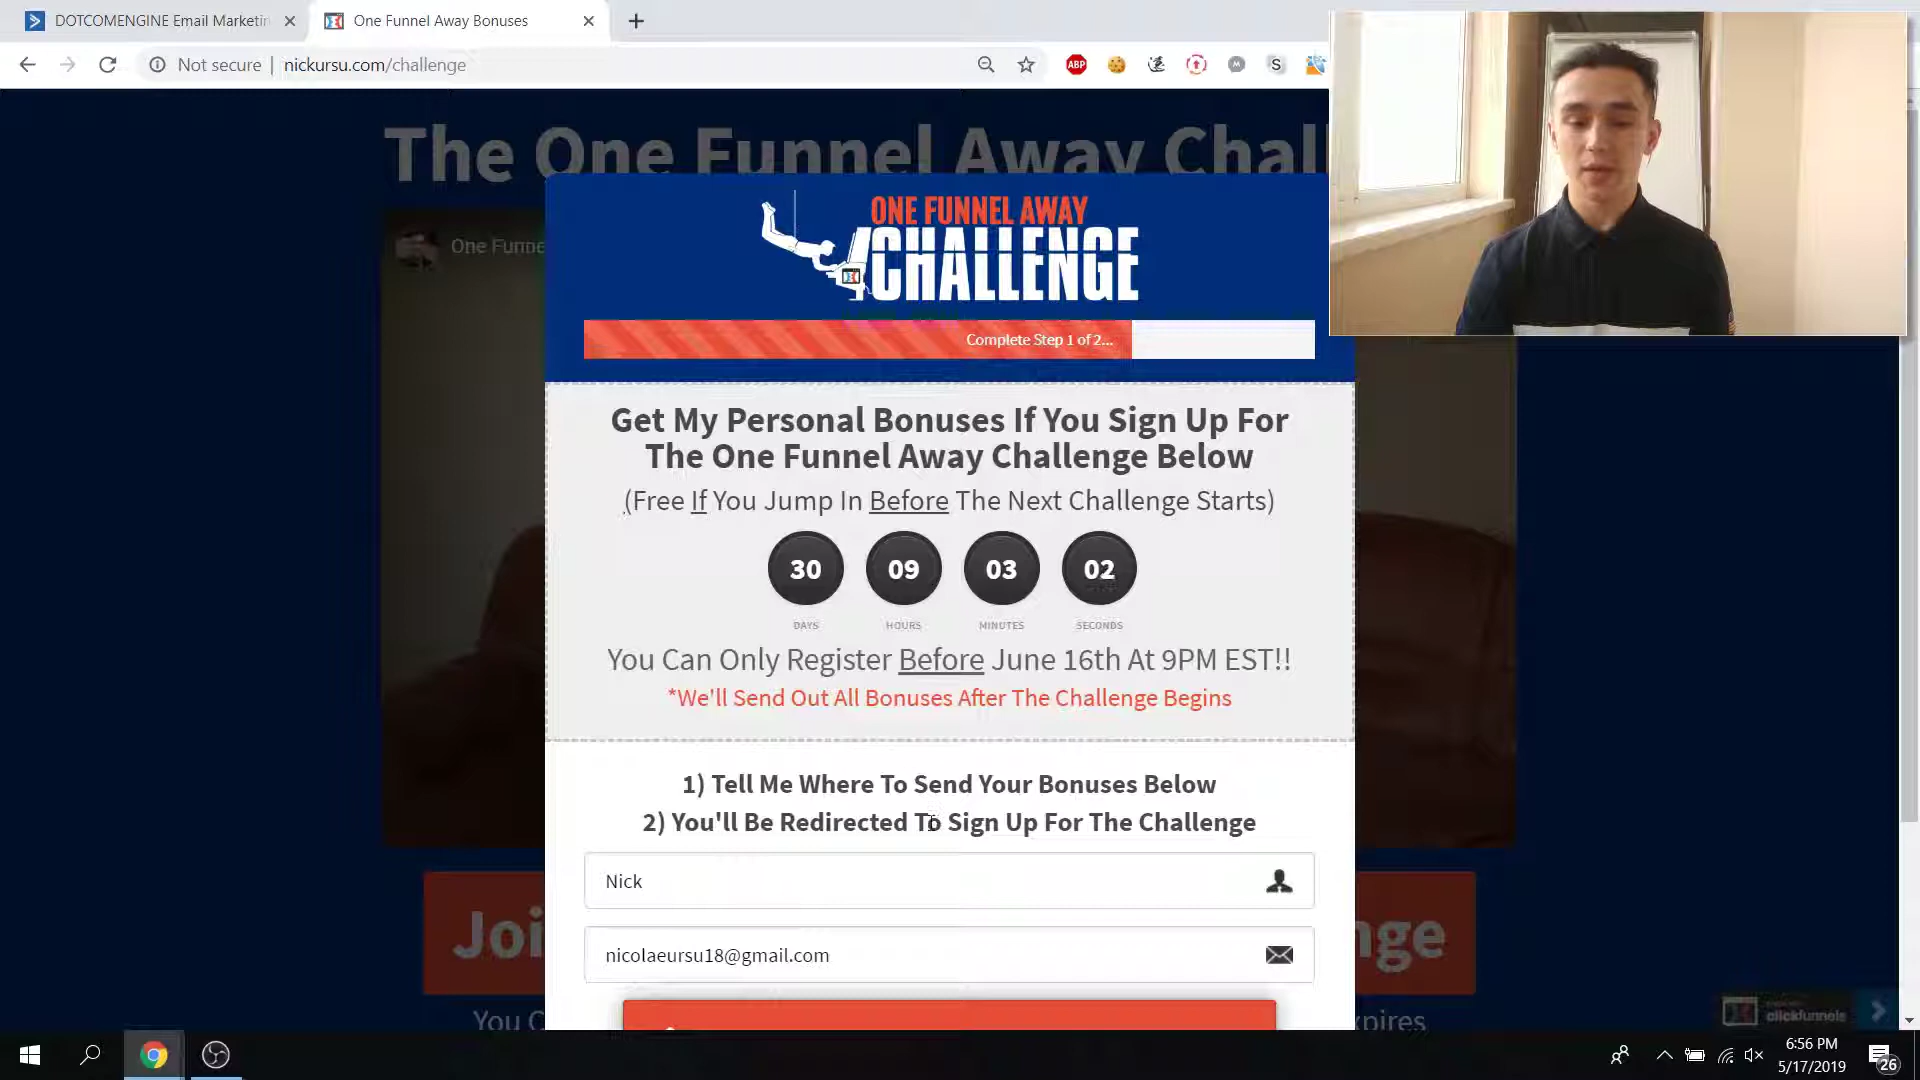 DOTCOMENGINE Email Marketin
One Funnel Away Bonuses
Not secure | nickursu.com/challenge
ABP
M
S
The One Funnel Away Chall
One Funne
ONE FUNNEL AWAY
CHALLENGE
Complete Step 1 of 2...
Get My Personal Bonuses If You Sign Up For
The One Funnel Away Challenge Below
(Free If You Jump In Before The Next Challenge Starts)
30 09 03 02
DAYS HOURS MINUTES SECONDS
You Can Only Register Before June 16th At 9PM EST!!
*We'll Send Out All Bonuses After The Challenge Begins
1) Tell Me Where To Send Your Bonuses Below
2) You'll Be Redirected To Sign Up For The Challenge
Nick
nicolaeursu18@gmail.com
Joi nge
You C xpires
clickfunnels
6:56 PM
5/17/2019
26